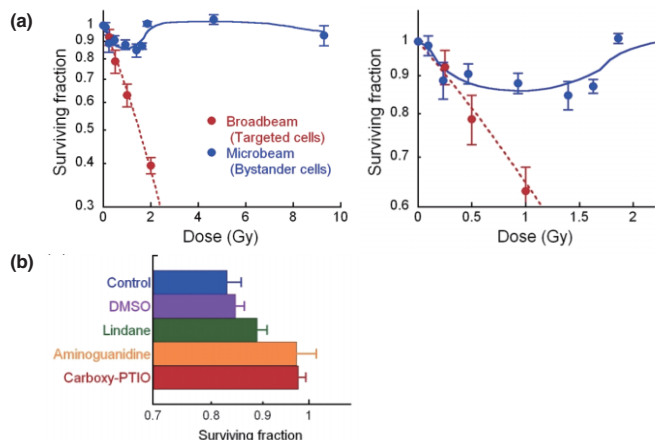 (a)
1
0.9
0.8
0.7
0.6
0.5
0.4
0.3
Surviving fraction
Broadbeam
(Targeted cells)
Microbeam
(Bystander cells)
0 2 4 6 8 10
Dose (Gy)
1
0.9
0.8
0.7
0.6
Surviving fraction
0 0.5 1 1.5 2
Dose (Gy)
(b)
Control
DMSO
Lindane
Aminoguanidine
Carboxy-PTIO
0.7 0.8 0.9 1
Surviving fraction